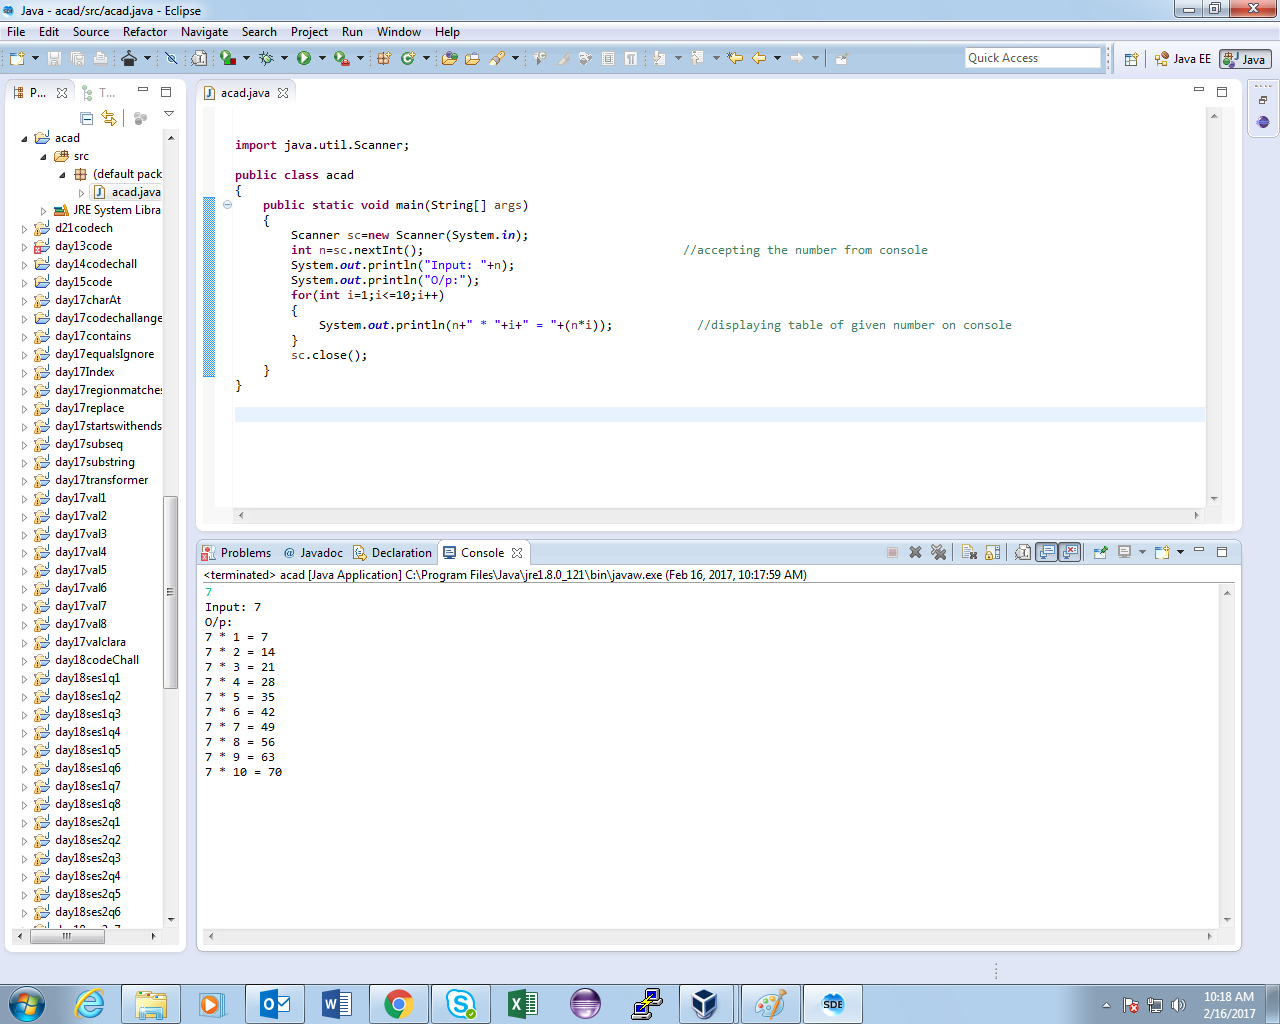 Java - acad/src/acad.java - Eclipse
File Edit Source Refactor Navigate Search Project Run Window Help
Quick Access
Java EE
Java
P...
T...
acad
src
(default pack
acad.java
JRE System Libra
d21codech
day13code
day14codechall
day15code
day17charAt
day17codechallange
day17contains
day17equalsIgnore
day17Index
day17regionmatches
day17replace
day17startswithends
day17subseq
day17substring
day17transformer
day17val1
day17val2
day17val3
day17val4
day17val5
day17val6
day17val7
day17val8
day17valclara
day18codeChall
day18ses1q1
day18ses1q2
day18ses1q3
day18ses1q4
day18ses1q5
day18ses1q6
day18ses1q7
day18ses1q8
day18ses2q1
day18ses2q2
day18ses2q3
day18ses2q4
day18ses2q5
day18ses2q6
acad.java
import java.util.Scanner;
public class acad
{
public static void main(String[] args)
{
Scanner sc=new Scanner(System.in);
int n=sc.nextInt(); //accepting the number from console
System.out.println("Input: "+n);
System.out.println("O/p:");
for(int i=1;i<=10;i++)
{
System.out.println(n+" * "+i+" = "+(n*i)); //displaying table of given number on console
}
sc.close();
}
}
Problems @ Javadoc Declaration Console
<terminated> acad [Java Application] C:\Program Files\Java\jre1.8.0_121\bin\javaw.exe (Feb 16, 2017, 10:17:59 AM)
7
Input: 7
O/p:
7 * 1 = 7
7 * 2 = 14
7 * 3 = 21
7 * 4 = 28
7 * 5 = 35
7 * 6 = 42
7 * 7 = 49
7 * 8 = 56
7 * 9 = 63
7 * 10 = 70
SDE
10:18 AM
2/16/2017